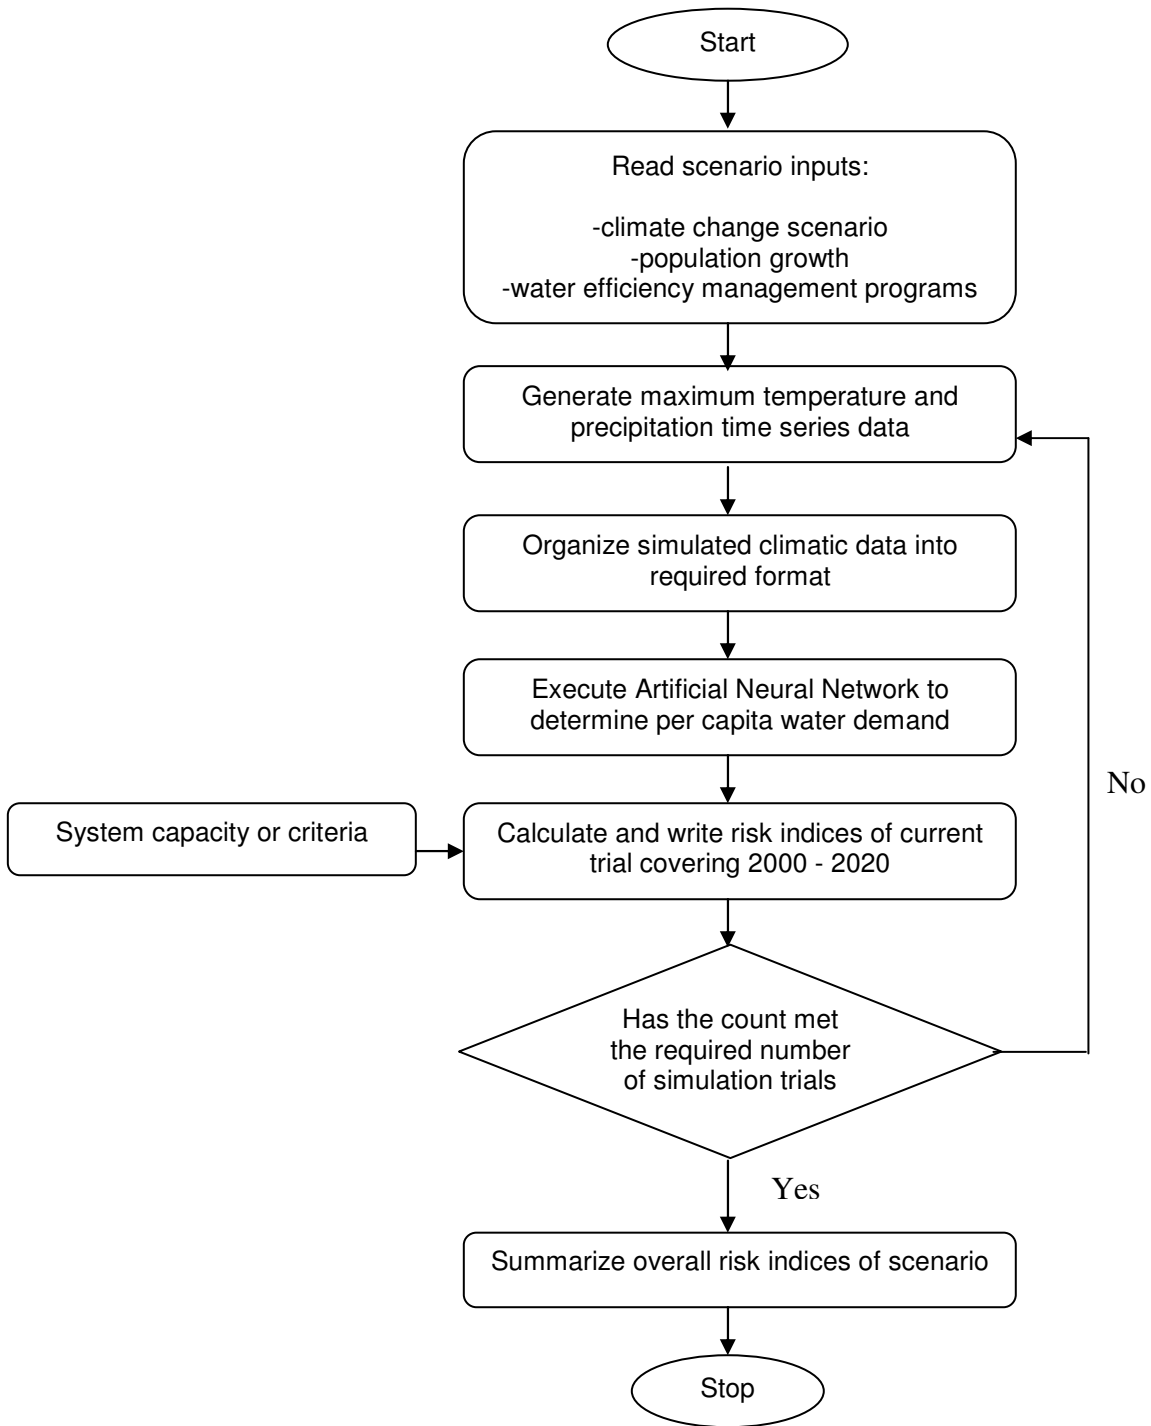 Start
Read scenario inputs:
-climate change scenario
-population growth
-water efficiency management programs
Generate maximum temperature and
precipitation time series data
Organize simulated climatic data into
required format
Execute Artificial Neural Network to
determine per capita water demand
No
System capacity or criteria
Calculate and write risk indices of current
trial covering 2000 - 2020
Has the count met
the required number
of simulation trials
Yes
Summarize overall risk indices of scenario
Stop